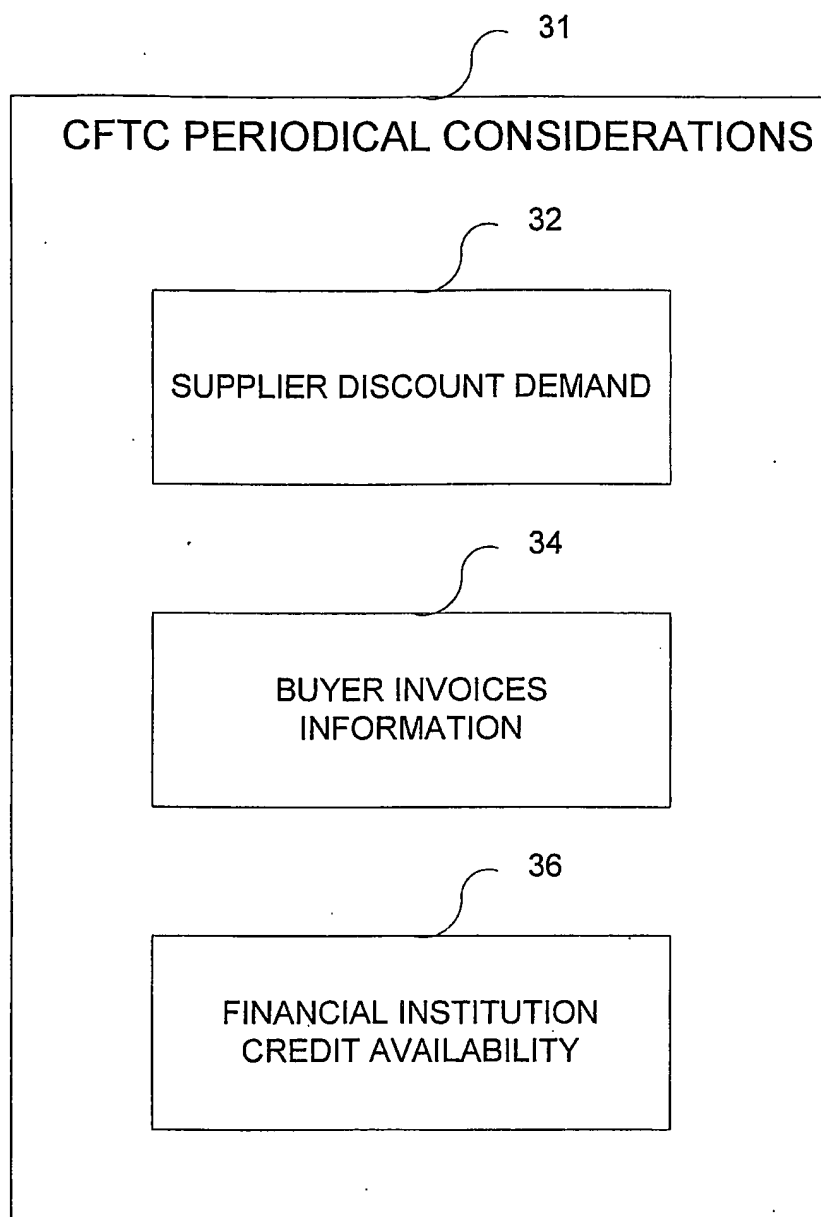 31
CFTC PERIODICAL CONSIDERATIONS
32
SUPPLIER DISCOUNT DEMAND
34
BUYER INVOICES
INFORMATION
36
FINANCIAL INSTITUTION
CREDIT AVAILABILITY